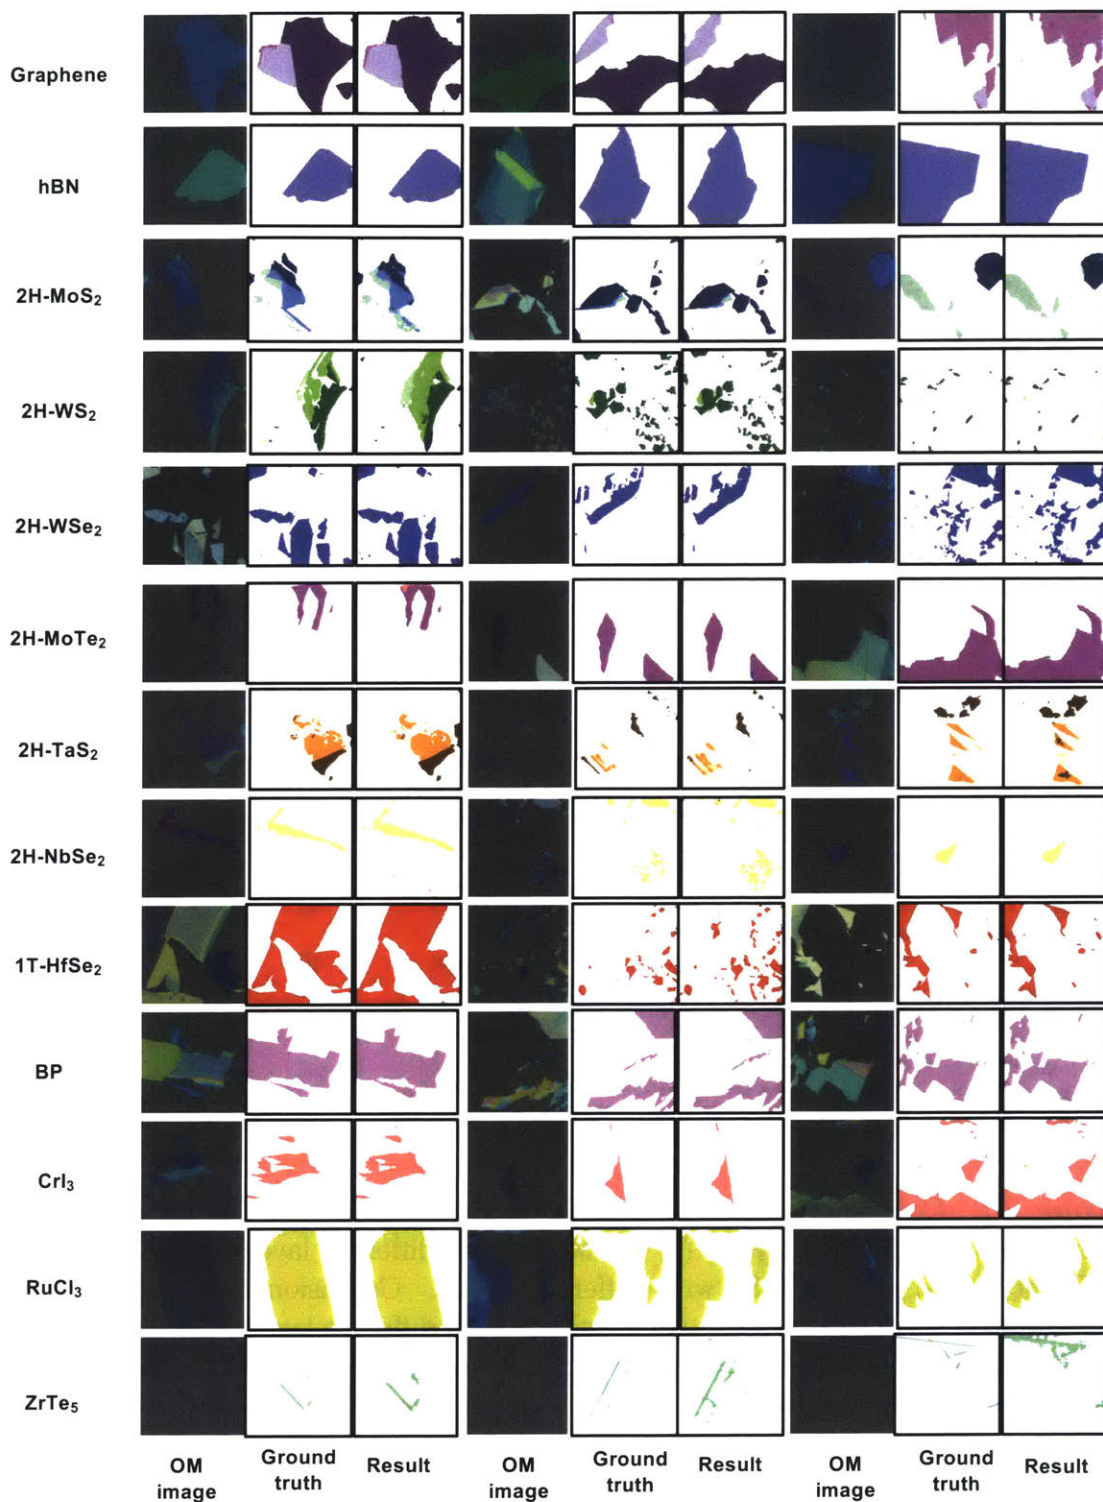 Graphene
hBN
2H-MoS₂
2H-WS₂
2H-WSe₂
2H-MoTe₂
2H-TaS₂
2H-NbSe₂
1T-HfSe₂
BP
CrI₃
RuCl₃
ZrTe₅
OM image
Ground truth
Result
OM image
Ground truth
Result
OM image
Ground truth
Result